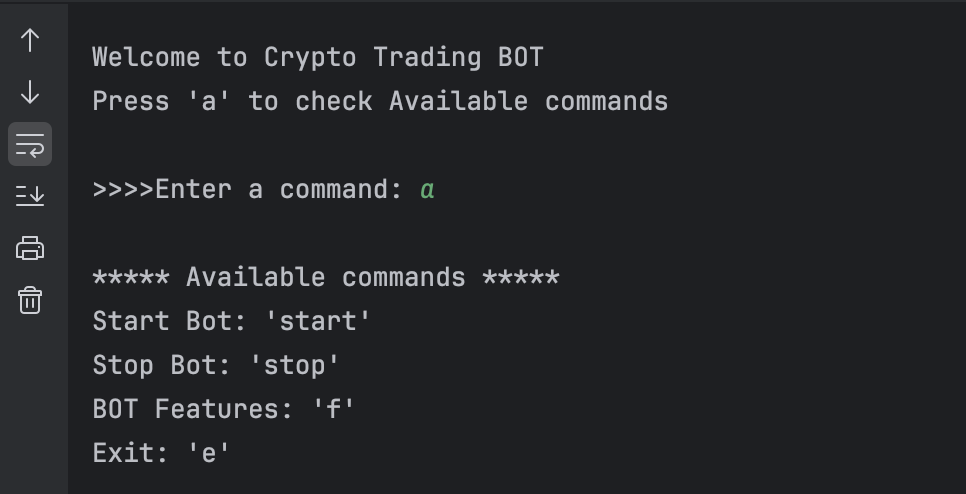 Welcome to Crypto Trading BOT
Press 'a' to check Available commands
>>>>Enter a command: a
***** Available commands *****
Start Bot: 'start'
Stop Bot: 'stop'
BOT Features: 'f'
Exit: 'e'